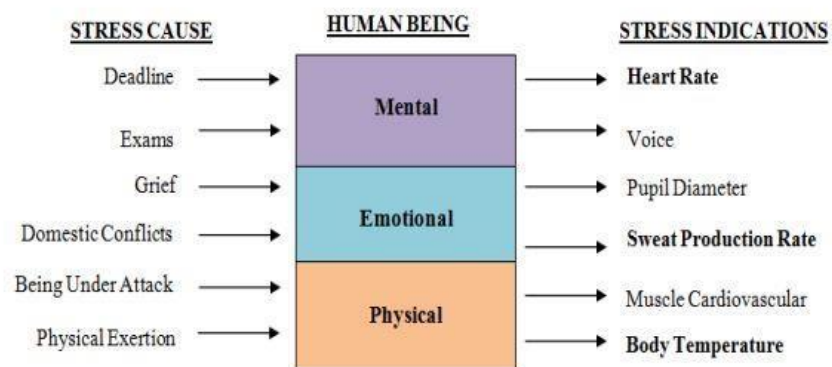 STRESS CAUSE
HUMAN BEING
STRESS INDICATIONS
Deadline
Exams
Grief
Domestic Conflicts
Being Under Attack
Physical Exertion
Mental
Emotional
Physical
Heart Rate
Voice
Pupil Diameter
Sweat Production Rate
Muscle Cardiovascular
Body Temperature